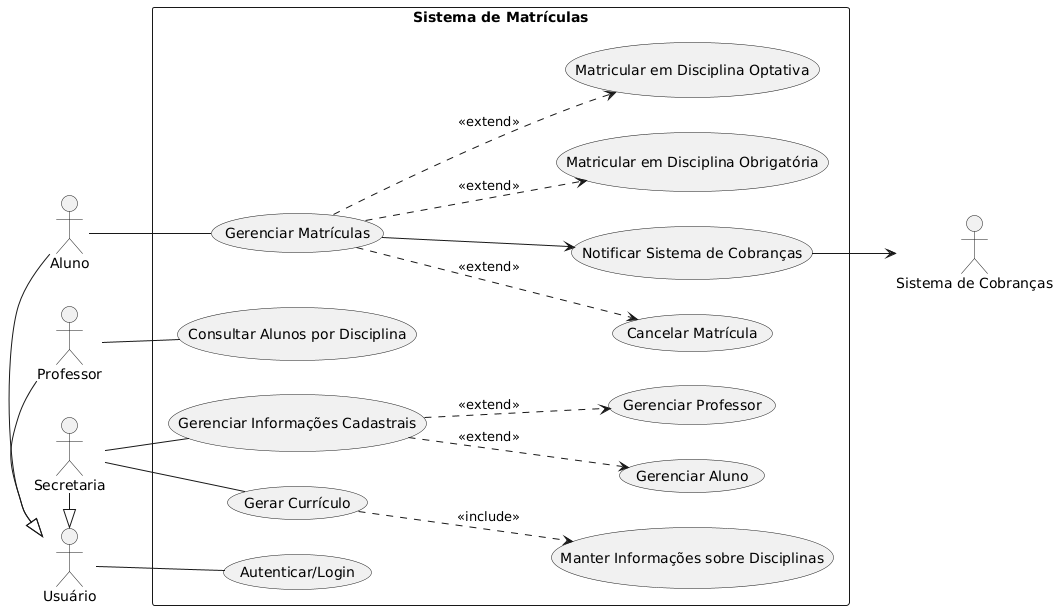 Sistema de Matrículas
Matricular em Disciplina Optativa
«extend»
Matricular em Disciplina Obrigatória
«extend»
Gerenciar Matrículas
Notificar Sistema de Cobranças
Aluno
«extend»
Sistema de Cobranças
Cancelar Matrícula
Consultar Alunos por Disciplina
Professor
Gerenciar Professor
«extend»
Gerenciar Informações Cadastrais
«extend»
Gerenciar Aluno
Secretaria
Gerar Currículo
«include»
Manter Informações sobre Disciplinas
Autenticar/Login
Usuário